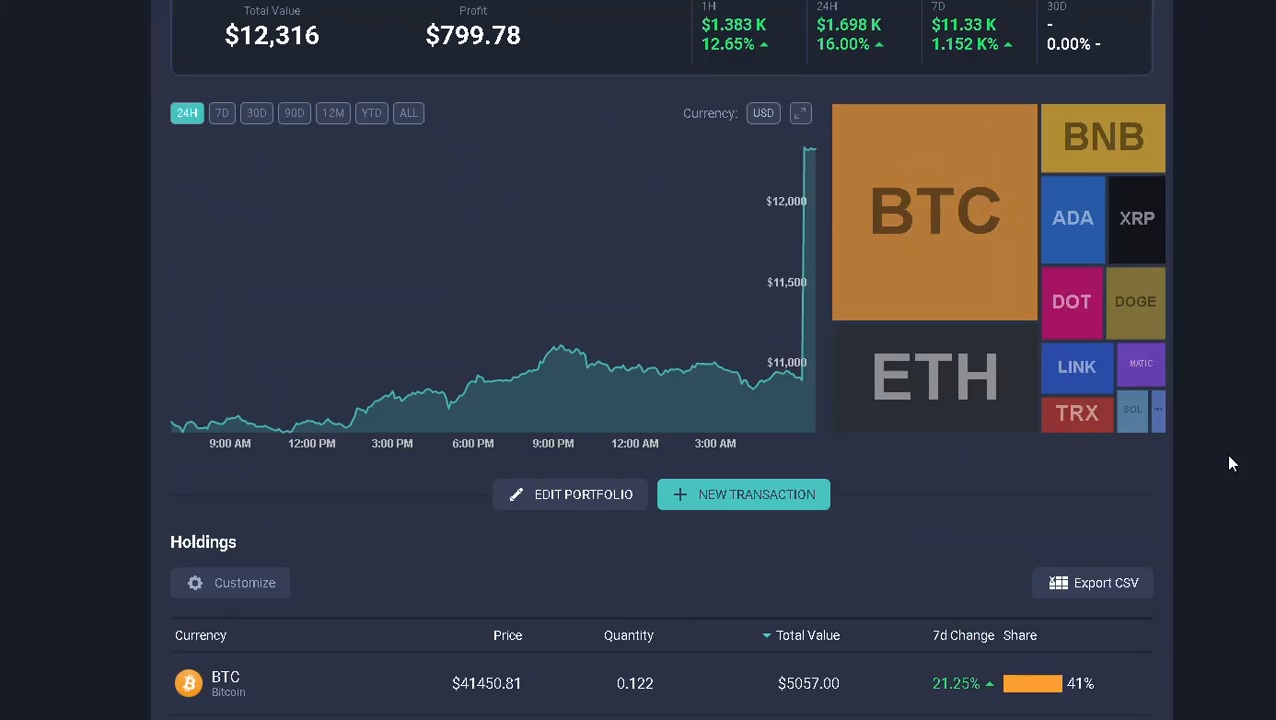 Total Value
$12,316
Profit
$799.78
1H
$1.383 K
12.65%
24H
$1.698 K
16.00%
7D
$11.33 K
1.152 K%
30D
-
0.00% -
24H 7D 30D 90D 12M YTD ALL
Currency: USD
$12,000
$11,500
$11,000
9:00 AM 12:00 PM 3:00 PM 6:00 PM 9:00 PM 12:00 AM 3:00 AM
BTC
ETH
BNB
ADA XRP
DOT DOGE
LINK MATIC
TRX SOL
EDIT PORTFOLIO
+ NEW TRANSACTION
Holdings
Customize
Export CSV
Currency Price Quantity Total Value 7d Change Share
BTC
Bitcoin
$41450.81 0.122 $5057.00 21.25% 41%